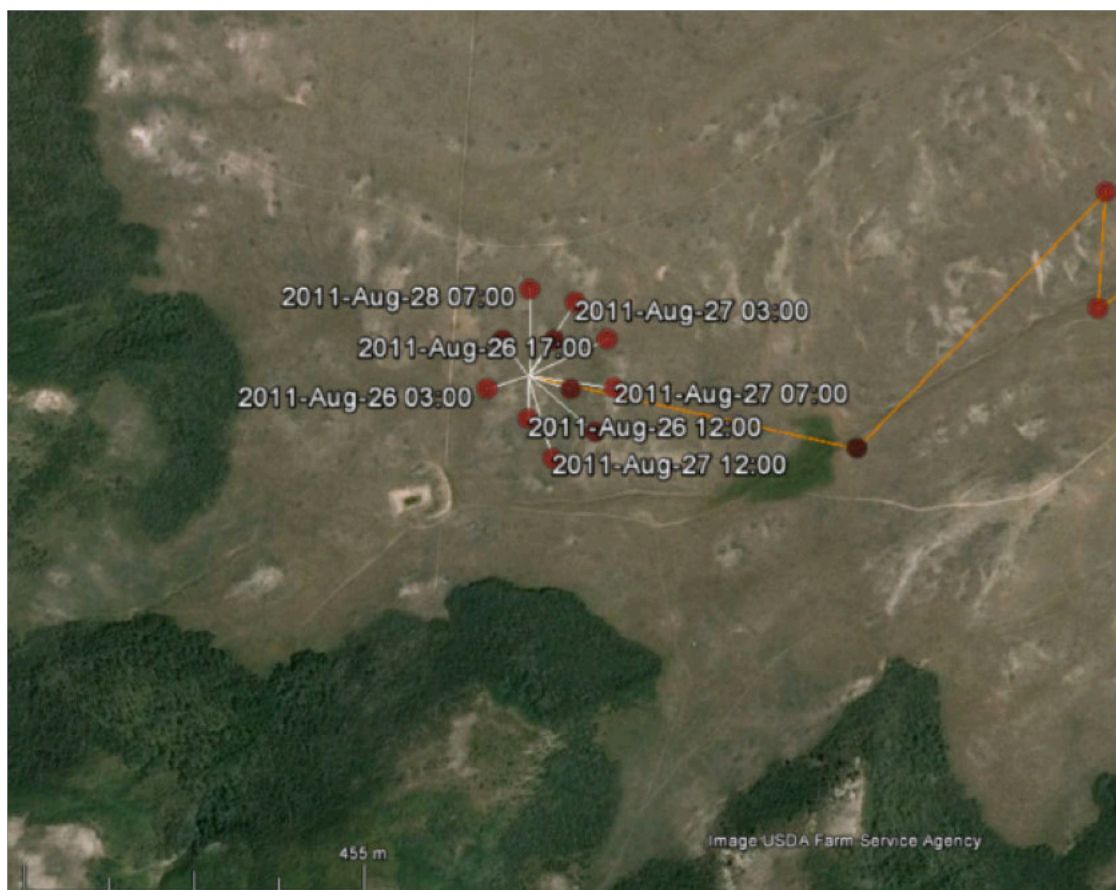 2011-Aug-28 07:00
2011-Aug-27 03:00
2011-Aug-26 17:00
2011-Aug-26 03:00
2011-Aug-27 07:00
2011-Aug-26 12:00
2011-Aug-27 12:00
Image USDA Farm Service Agency
455 m